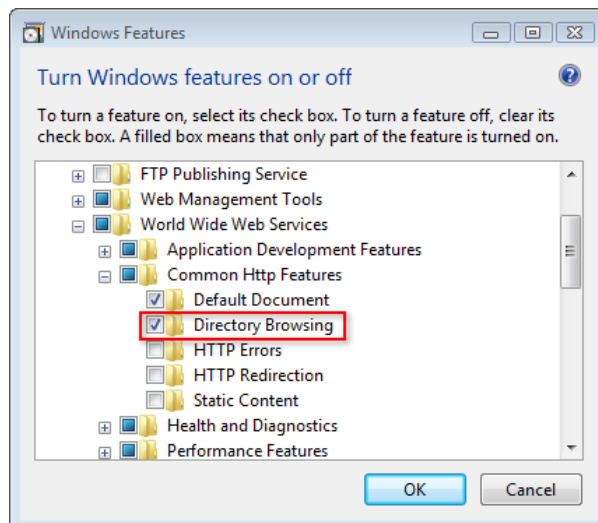 Windows Features
Turn Windows features on or off
To turn a feature on, select its check box. To turn a feature off, clear its
check box. A filled box means that only part of the feature is turned on.
FTP Publishing Service
Web Management Tools
World Wide Web Services
Application Development Features
Common Http Features
Default Document
Directory Browsing
HTTP Errors
HTTP Redirection
Static Content
Health and Diagnostics
Performance Features
OK Cancel